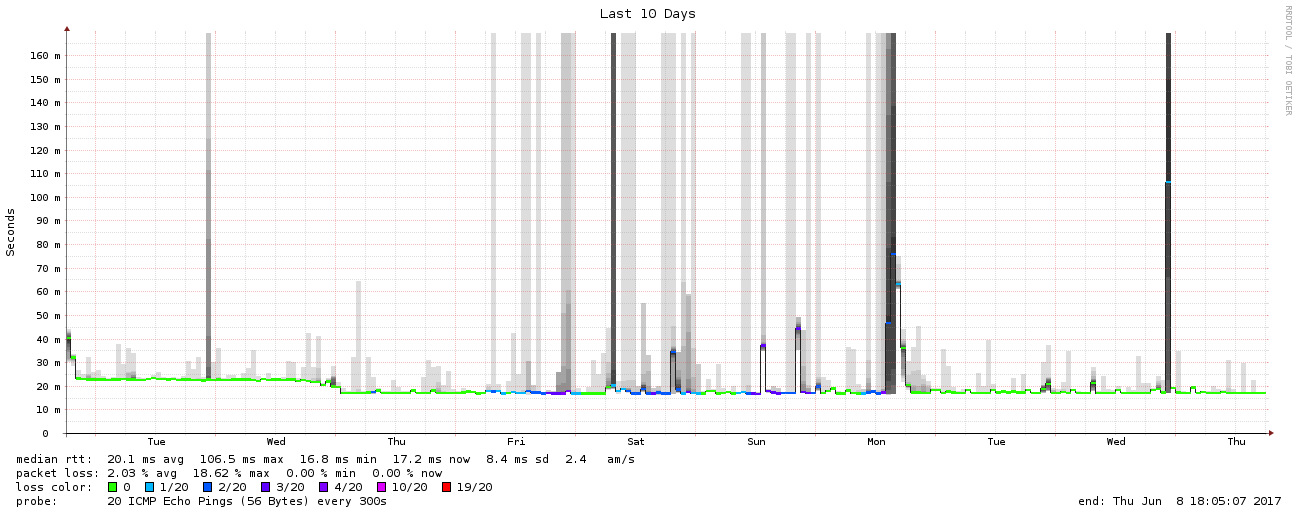 Last 10 Days
RRDTOOL / TOBI OETIKER
Seconds
160 m
150 m
140 m
130 m
120 m
110 m
100 m
90 m
80 m
70 m
60 m
50 m
40 m
30 m
20 m
10 m
0
Tue Wed Thu Fri Sat Sun Mon Tue Wed Thu
median rtt: 20.1 ms avg 106.5 ms max 16.8 ms min 17.2 ms now 8.4 ms sd 2.4 am/s
packet loss: 2.03 % avg 18.62 % max 0.00 % min 0.00 % now
loss color: 0 1/20 2/20 3/20 4/20 10/20 19/20
probe: 20 ICMP Echo Pings (56 Bytes) every 300s
end: Thu Jun 8 18:05:07 2017